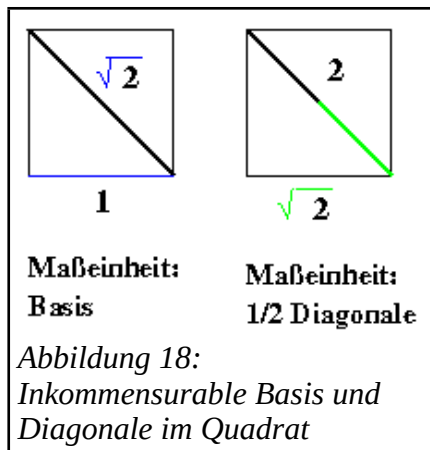 √2
2
1
√2
Maßeinheit:
Basis
Maßeinheit:
1/2 Diagonale
Abbildung 18:
Inkommensurable Basis und
Diagonale im Quadrat